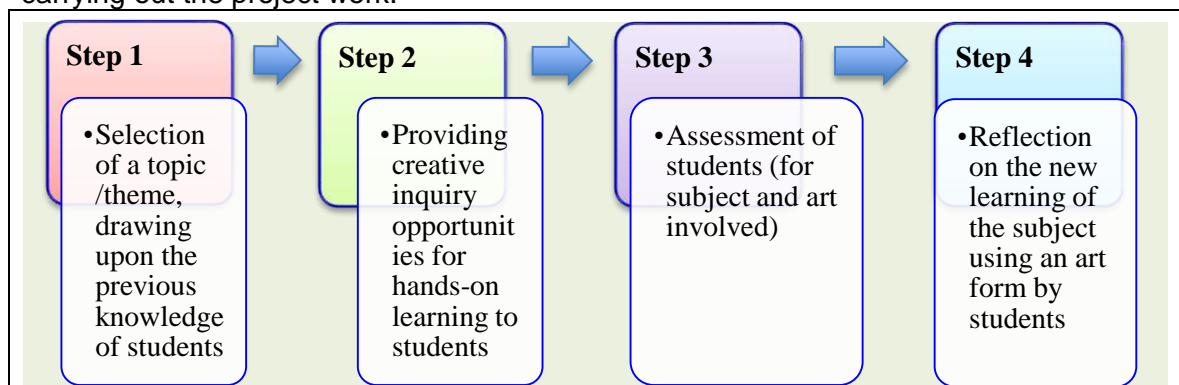 carrying out the project work.
Step 1
•Selection
of a topic
/theme,
drawing
upon the
previous
knowledge
of students
Step 2
•Providing
creative
inquiry
opportunit
ies for
hands-on
learning to
students
Step 3
•Assessment of
students (for
subject and art
involved)
Step 4
•Reflection
on the new
learning of
the subject
using an art
form by
students